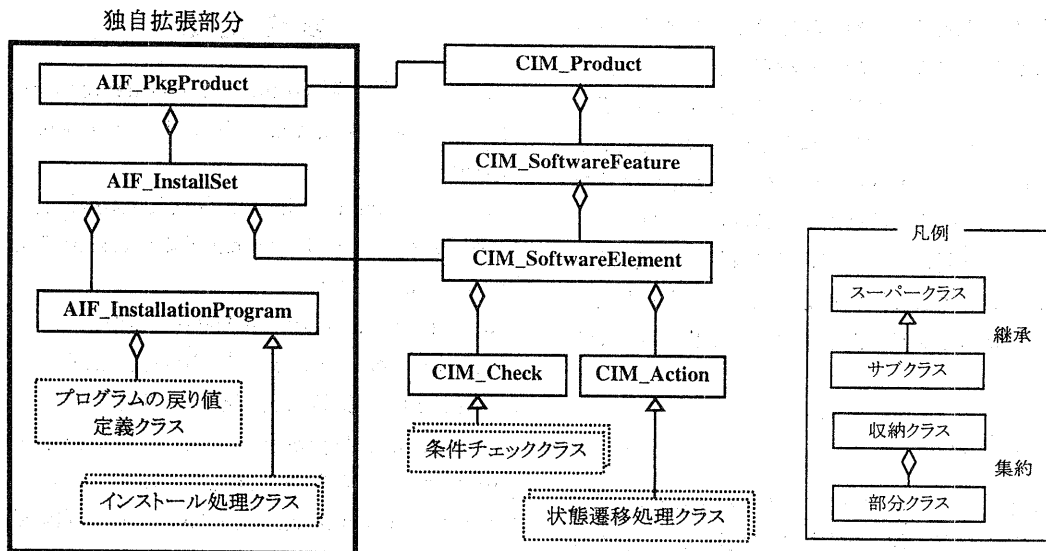 独自拡張部分
AIF_PkgProduct
AIF_InstallSet
AIF_InstallationProgram
プログラムの戻り値
定義クラス
インストール処理クラス
CIM_Product
CIM_SoftwareFeature
CIM_SoftwareElement
CIM_Check
CIM_Action
条件チェッククラス
状態遷移処理クラス
凡例
スーパークラス
継承
サブクラス
収納クラス
集約
部分クラス